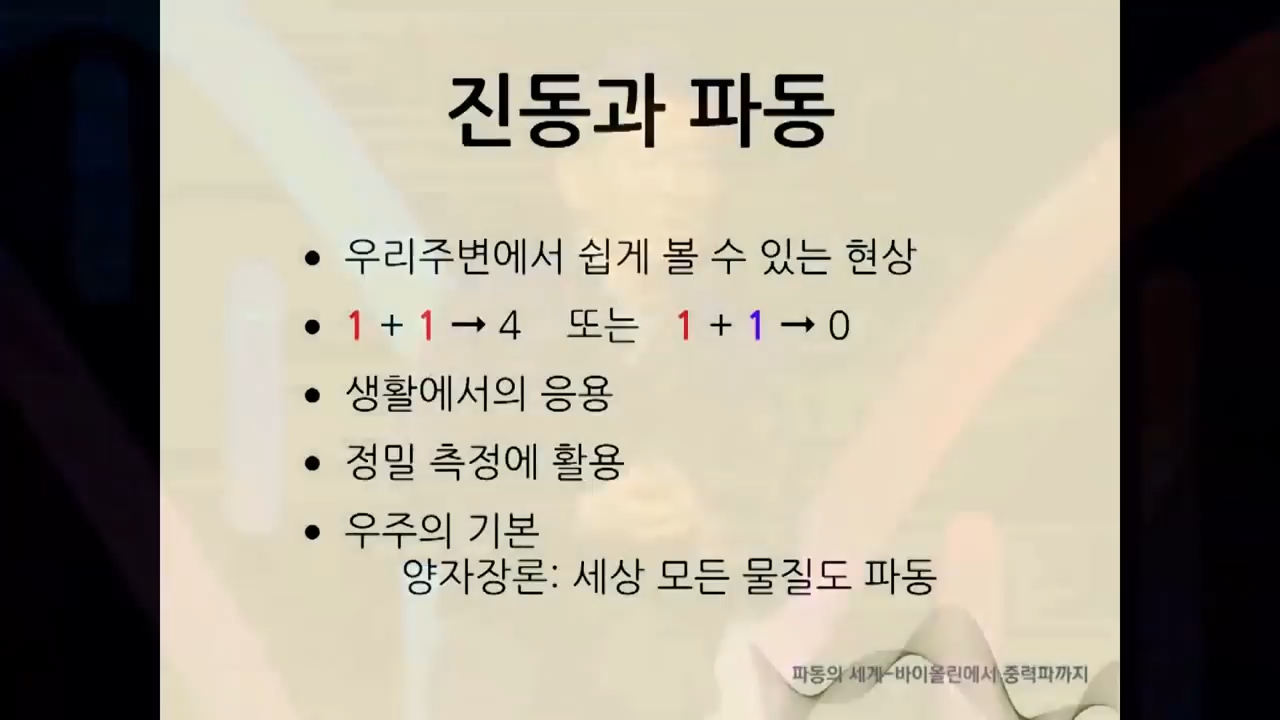 진동과 파동
• 우리주변에서 쉽게 볼 수 있는 현상
• 1 + 1 → 4 또는 1 + 1 → 0
• 생활에서의 응용
• 정밀 측정에 활용
• 우주의 기본
양자장론: 세상 모든 물질도 파동
파동의 세계-바이올린에서 중력파까지